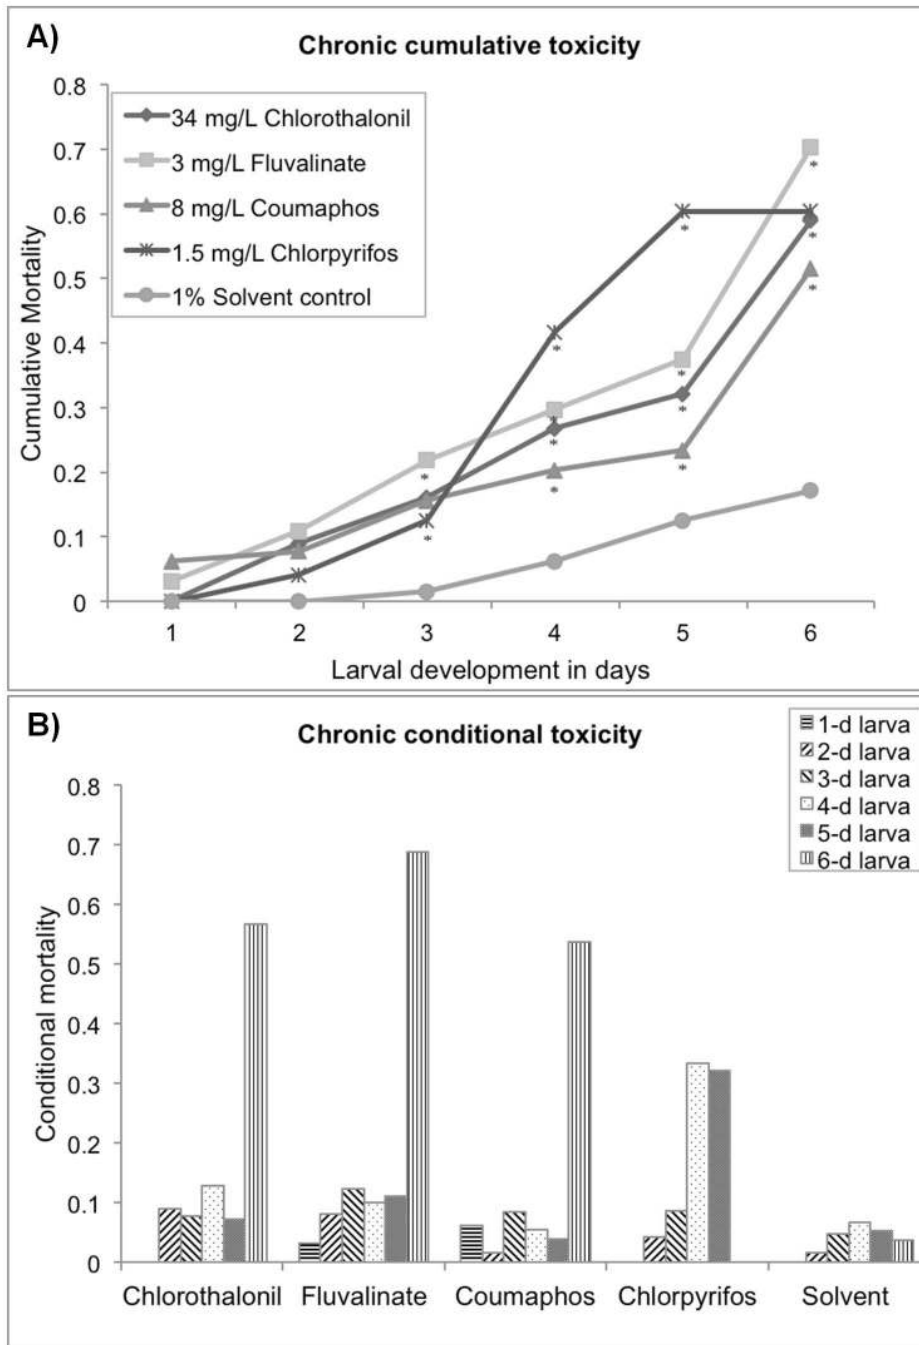 A)
Chronic cumulative toxicity
0.8
0.7
0.6
0.5
0.4
0.3
0.2
0.1
0
Cumulative Mortality
34 mg/L Chlorothalonil
3 mg/L Fluvalinate
8 mg/L Coumaphos
1.5 mg/L Chlorpyrifos
1% Solvent control
* * * * * * * * * * * * *
1 2 3 4 5 6
Larval development in days
B)
Chronic conditional toxicity
1-d larva
2-d larva
3-d larva
4-d larva
5-d larva
6-d larva
0.8
0.7
0.6
0.5
0.4
0.3
0.2
0.1
0
Conditional mortality
Chlorothalonil Fluvalinate Coumaphos Chlorpyrifos Solvent